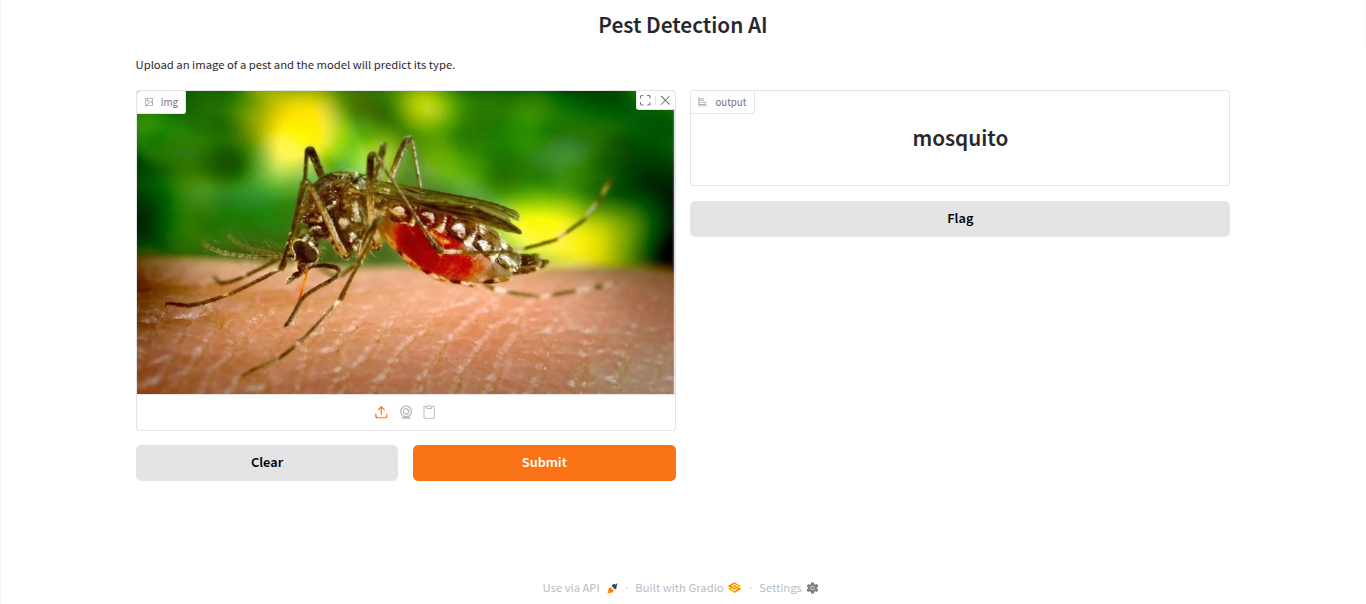 Pest Detection AI
Upload an image of a pest and the model will predict its type.
img
output
mosquito
Flag
Clear
Submit
Use via API · Built with Gradio · Settings